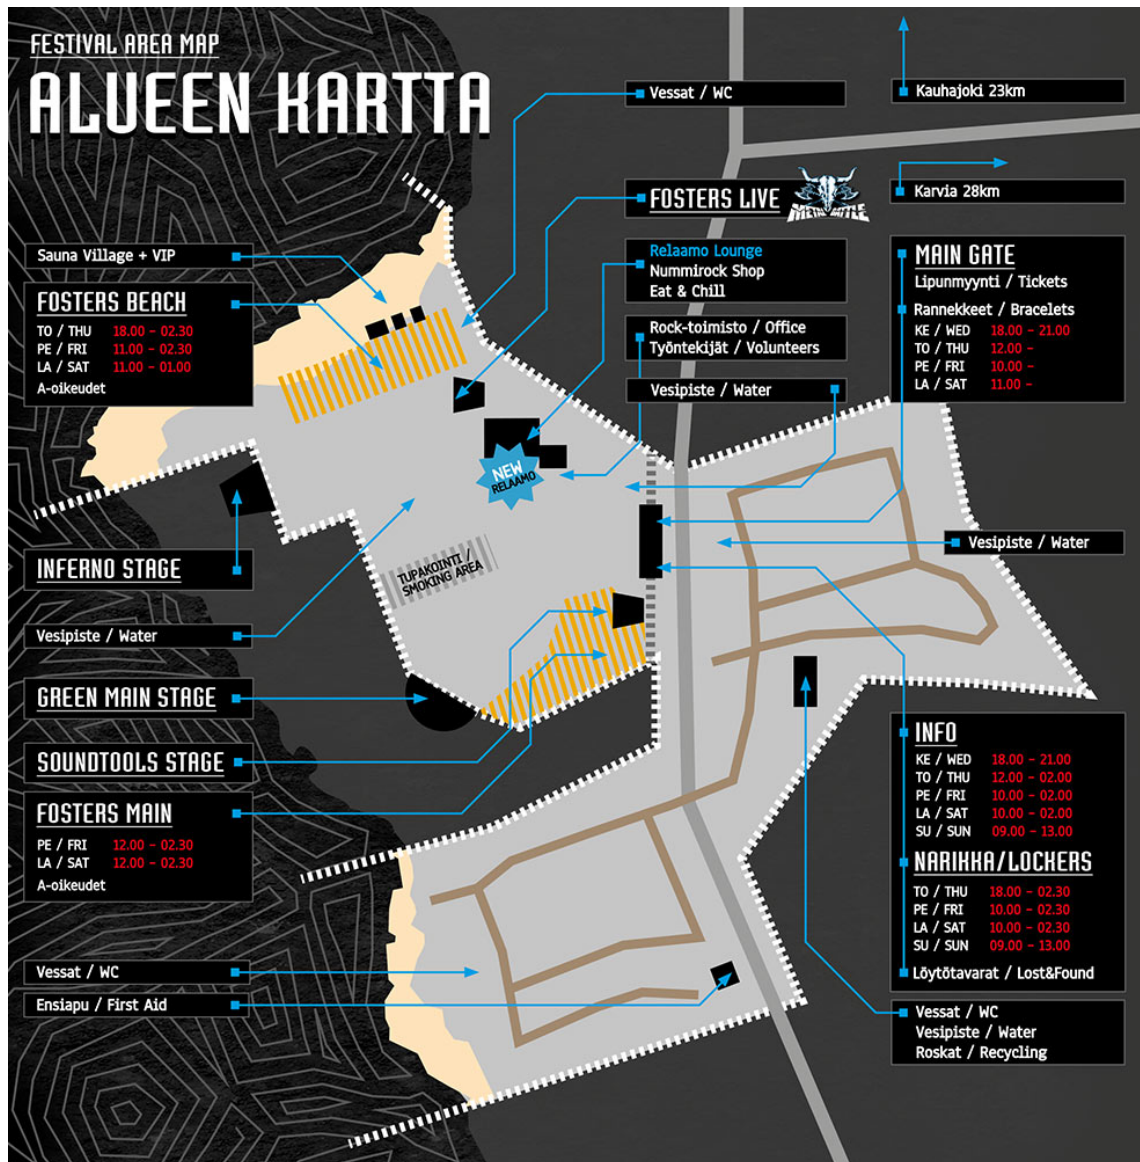 FESTIVAL AREA MAP
ALUEEN KARTTA
Vessat / WC
Kauhajoki 23km
FOSTERS LIVE
METAL BATTLE
Karvia 28km
Sauna Village + VIP
FOSTERS BEACH
TO / THU 18.00 - 02.30
PE / FRI 11.00 - 02.30
LA / SAT 11.00 - 01.00
A-oikeudet
Relaamo Lounge
Nummirock Shop
Eat & Chill
Rock-toimisto / Office
Työntekijät / Volunteers
Vesipiste / Water
MAIN GATE
Lipunmyynti / Tickets
Rannekkeet / Bracelets
KE / WED 18.00 - 21.00
TO / THU 12.00 -
PE / FRI 10.00 -
LA / SAT 11.00 -
NEW
RELAAMO
TUPAKOINTI /
SMOKING AREA
Vesipiste / Water
INFERNO STAGE
Vesipiste / Water
GREEN MAIN STAGE
SOUNDTOOLS STAGE
FOSTERS MAIN
PE / FRI 12.00 - 02.30
LA / SAT 12.00 - 02.30
A-oikeudet
INFO
KE / WED 18.00 - 21.00
TO / THU 12.00 - 02.00
PE / FRI 10.00 - 02.00
LA / SAT 10.00 - 02.00
SU / SUN 09.00 - 13.00
NARIKKA/LOCKERS
TO / THU 18.00 - 02.30
PE / FRI 10.00 - 02.30
LA / SAT 10.00 - 02.30
SU / SUN 09.00 - 13.00
Löytötavarat / Lost&Found
Vessat / WC
Ensiapu / First Aid
Vessat / WC
Vesipiste / Water
Roskat / Recycling